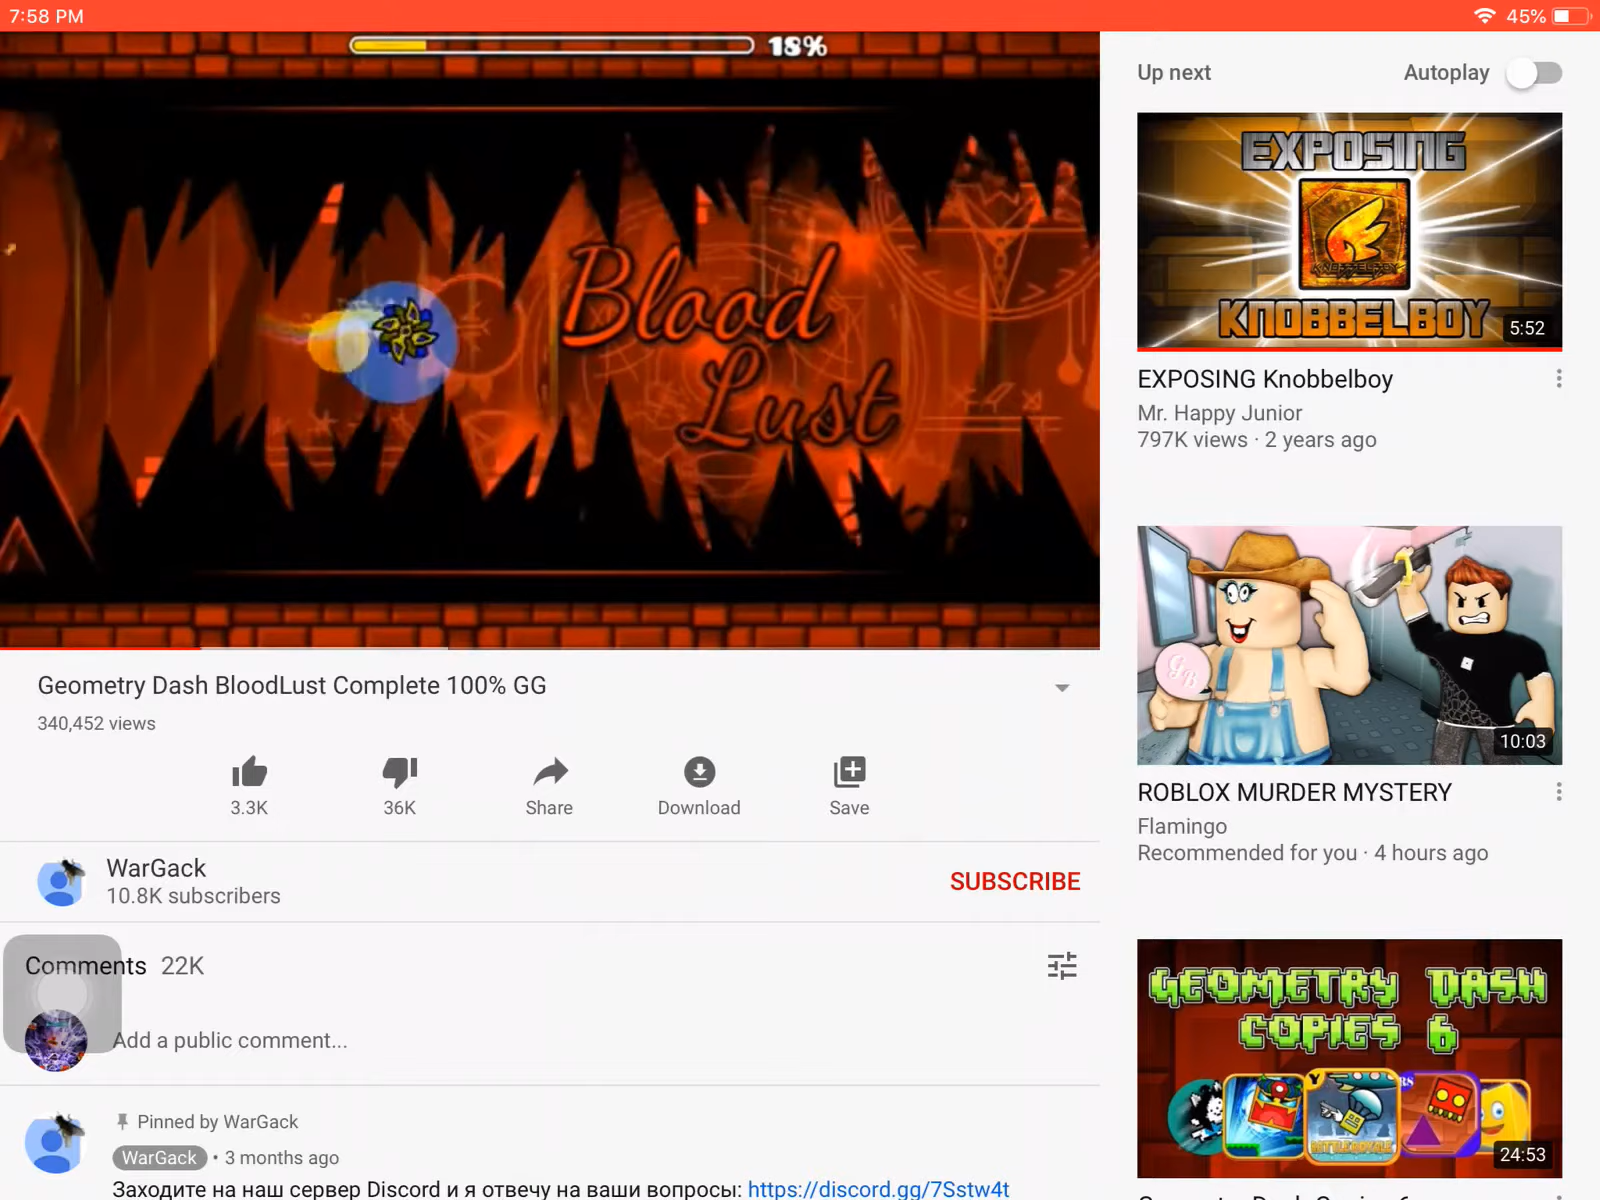 7:58 PM
45%
18%
Blood
Lust
Geometry Dash BloodLust Complete 100% GG
340,452 views
3.3K
36K
Share
Download
Save
WarGack
10.8K subscribers
SUBSCRIBE
Comments 22K
Add a public comment...
Pinned by WarGack
WarGack • 3 months ago
Заходите на наш сервер Discord и я отвечу на ваши вопросы: https://discord.gg/7Sstw4t
Up next
Autoplay
EXPOSING
KNOBBELBOY
KNOBBELBOY
5:52
EXPOSING Knobbelboy
Mr. Happy Junior
797K views · 2 years ago
GB
10:03
ROBLOX MURDER MYSTERY
Flamingo
Recommended for you · 4 hours ago
GEOMETRY DASH
COPIES 6
BATTLE ROYALE
24:53